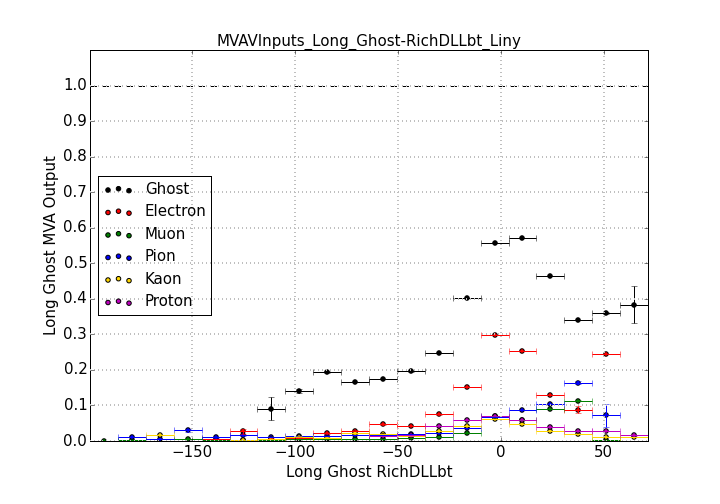 MVAVInputs_Long_Ghost-RichDLLbt_Liny
Long Ghost MVA Output
1.0
0.9
0.8
0.7
0.6
0.5
0.4
0.3
0.2
0.1
0.0
Ghost
Electron
Muon
Pion
Kaon
Proton
−150 −100 −50 0 50
Long Ghost RichDLLbt